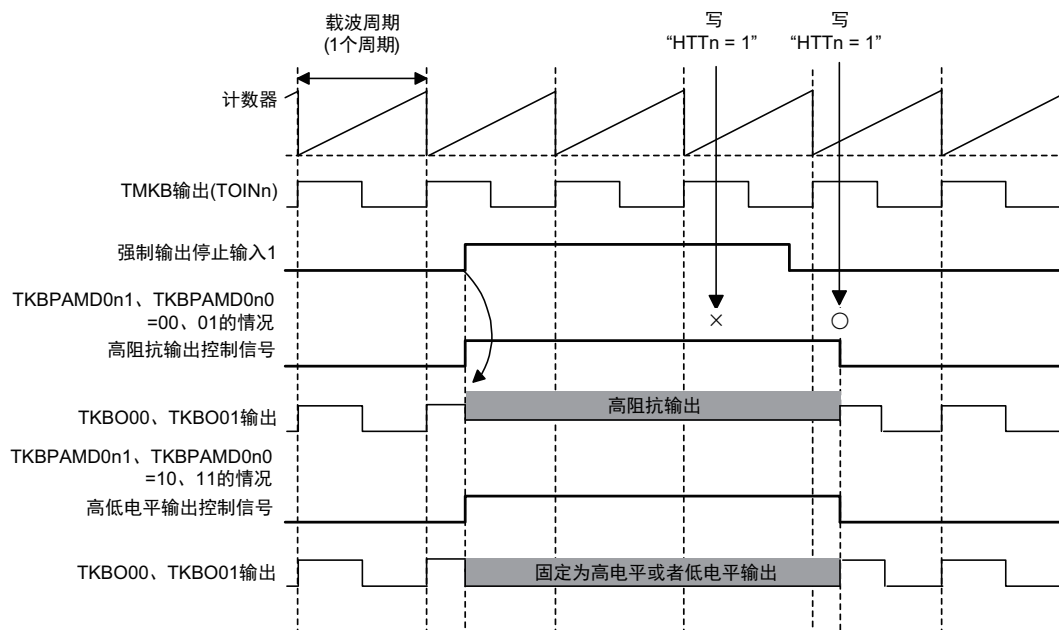 载波周期
(1个周期)
写
“HTTn = 1”
写
“HTTn = 1”
计数器
TMKB输出(TOINn)
强制输出停止输入1
TKBPAMD0n1、TKBPAMD0n0
=00、01的情况
×
○
高阻抗输出控制信号
高阻抗输出
TKBO00、TKBO01输出
TKBPAMD0n1、TKBPAMD0n0
=10、11的情况
高低电平输出控制信号
TKBO00、TKBO01输出
固定为高电平或者低电平输出